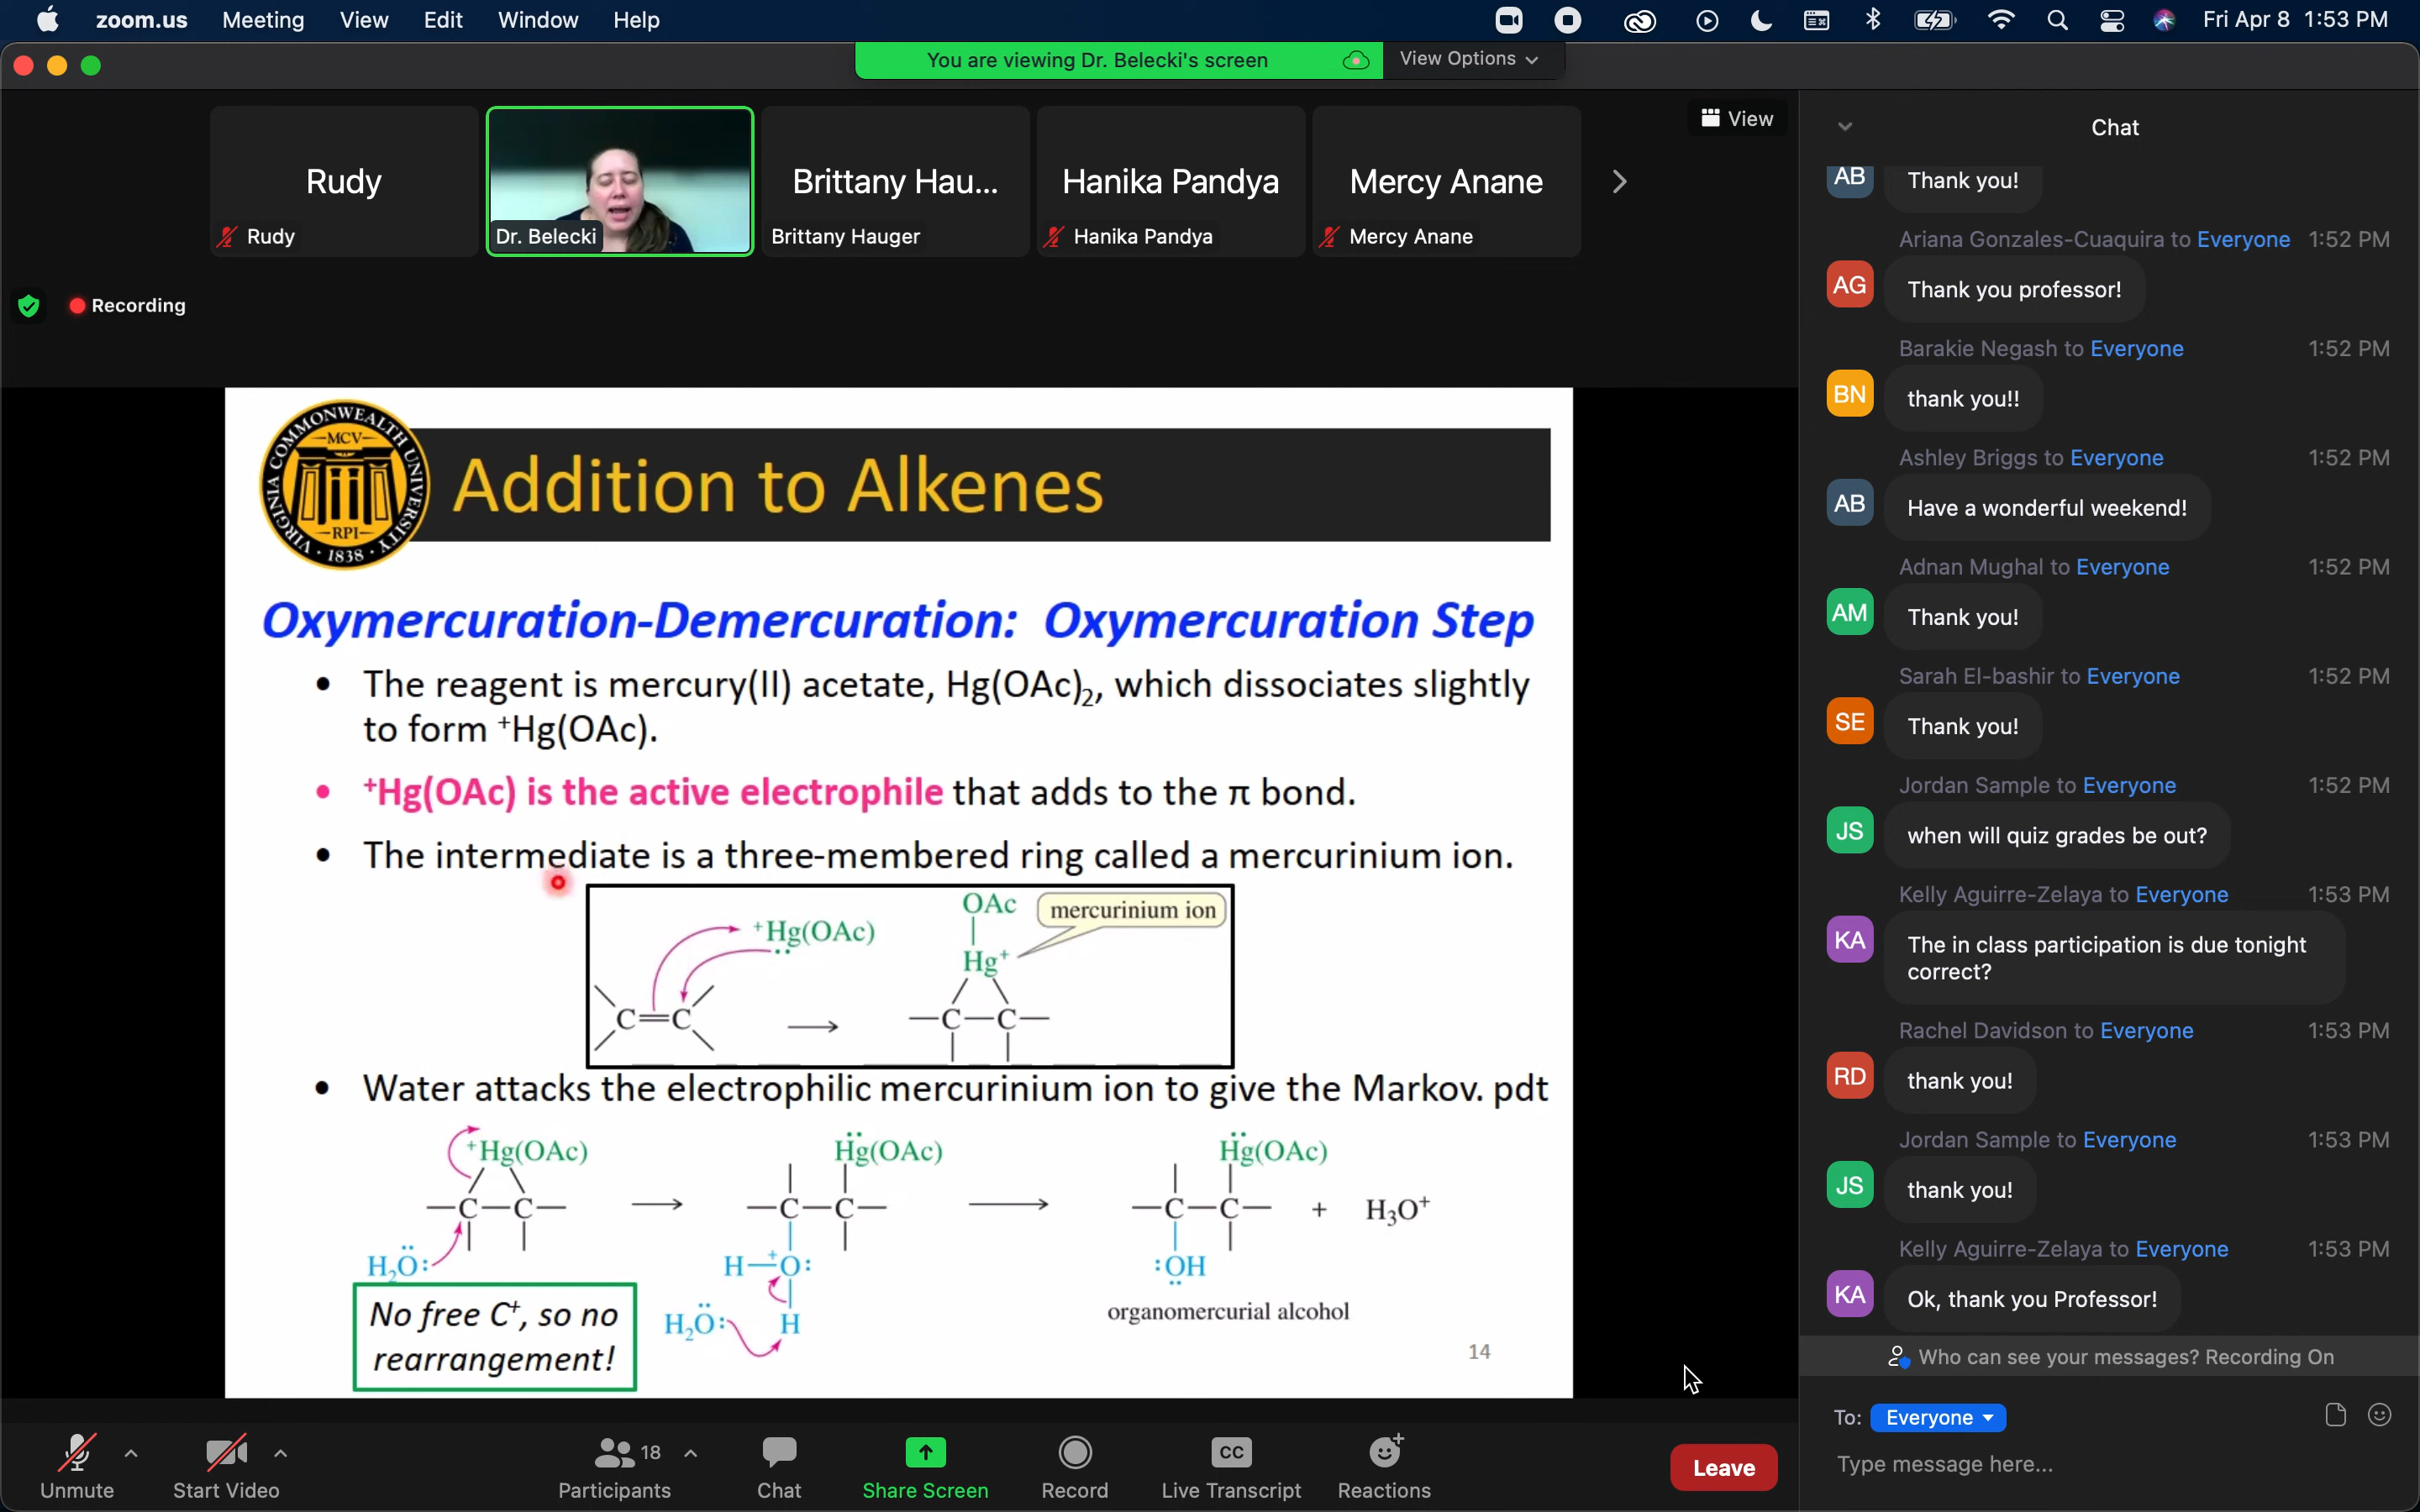 zoom.us Meeting View Edit Window Help
Fri Apr 8 1:53 PM
You are viewing Dr. Belecki's screen View Options
View
Rudy
Rudy
Dr. Belecki
Brittany Hau...
Brittany Hauger
Hanika Pandya
Hanika Pandya
Mercy Anane
Mercy Anane
Recording
VIRGINIA COMMONWEALTH UNIVERSITY
MCV
RPI
1838
Addition to Alkenes
Oxymercuration-Demercuration: Oxymercuration Step
• The reagent is mercury(II) acetate, Hg(OAc)₂, which dissociates slightly
to form ⁺Hg(OAc).
• ⁺Hg(OAc) is the active electrophile that adds to the π bond.
• The intermediate is a three-membered ring called a mercurinium ion.
⁺Hg(OAc)
C=C
OAc
Hg⁺
mercurinium ion
—C—C—
• Water attacks the electrophilic mercurinium ion to give the Markov. pdt
⁺Hg(OAc) Hg(OAc) Hg(OAc)
—C—C— —C—C— —C—C— + H₃O⁺
H₂O: H—O⁺: :OH
H₂O: H
organomercurial alcohol
No free C⁺, so no
rearrangement!
14
Chat
AB
Thank you!
Ariana Gonzales-Cuaquira to Everyone 1:52 PM
AG
Thank you professor!
Barakie Negash to Everyone 1:52 PM
BN
thank you!!
Ashley Briggs to Everyone 1:52 PM
AB
Have a wonderful weekend!
Adnan Mughal to Everyone 1:52 PM
AM
Thank you!
Sarah El-bashir to Everyone 1:52 PM
SE
Thank you!
Jordan Sample to Everyone 1:52 PM
JS
when will quiz grades be out?
Kelly Aguirre-Zelaya to Everyone 1:53 PM
KA
The in class participation is due tonight
correct?
Rachel Davidson to Everyone 1:53 PM
RD
thank you!
Jordan Sample to Everyone 1:53 PM
JS
thank you!
Kelly Aguirre-Zelaya to Everyone 1:53 PM
KA
Ok, thank you Professor!
Who can see your messages? Recording On
To: Everyone
Type message here...
Unmute
Start Video
18
Participants
Chat
Share Screen
Record
CC
Live Transcript
Reactions
Leave